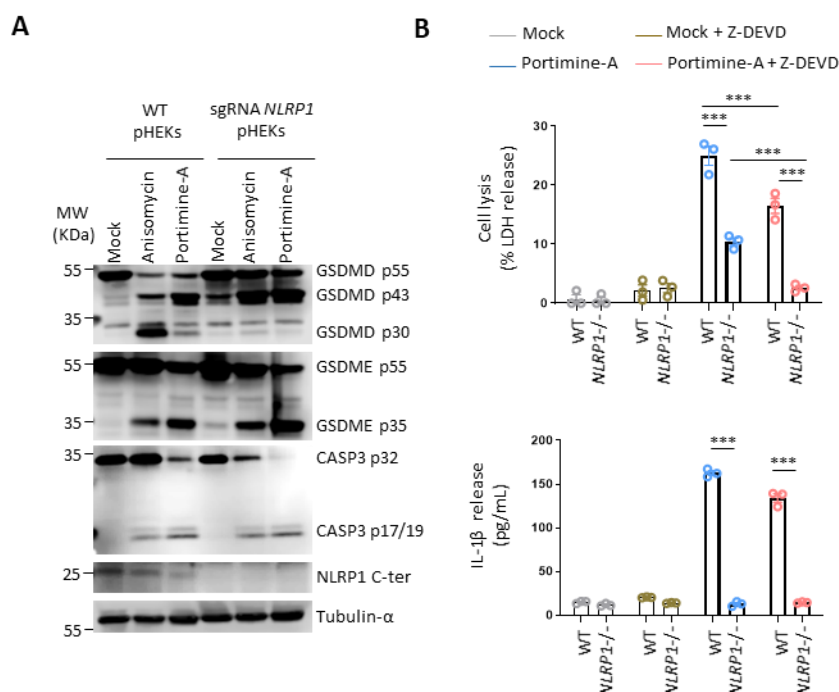 A
WT pHEKs
sgRNA NLRP1 pHEKs
MW (KDa)
Mock
Anisomycin
Portimine-A
Mock
Anisomycin
Portimine-A
55
GSDMD p55
GSDMD p43
35
GSDMD p30
55
GSDME p55
35
GSDME p35
35
CASP3 p32
CASP3 p17/19
25
NLRP1 C-ter
Tubulin-α
55
B
Mock
Mock + Z-DEVD
Portimine-A
Portimine-A + Z-DEVD
Cell lysis (% LDH release)
30
20
10
0
***
***
***
***
WT
NLRP1-/-
WT
NLRP1-/-
WT
NLRP1-/-
WT
NLRP1-/-
IL-1β release (pg/mL)
200
150
100
50
0
***
***
WT
NLRP1-/-
WT
NLRP1-/-
WT
NLRP1-/-
WT
NLRP1-/-